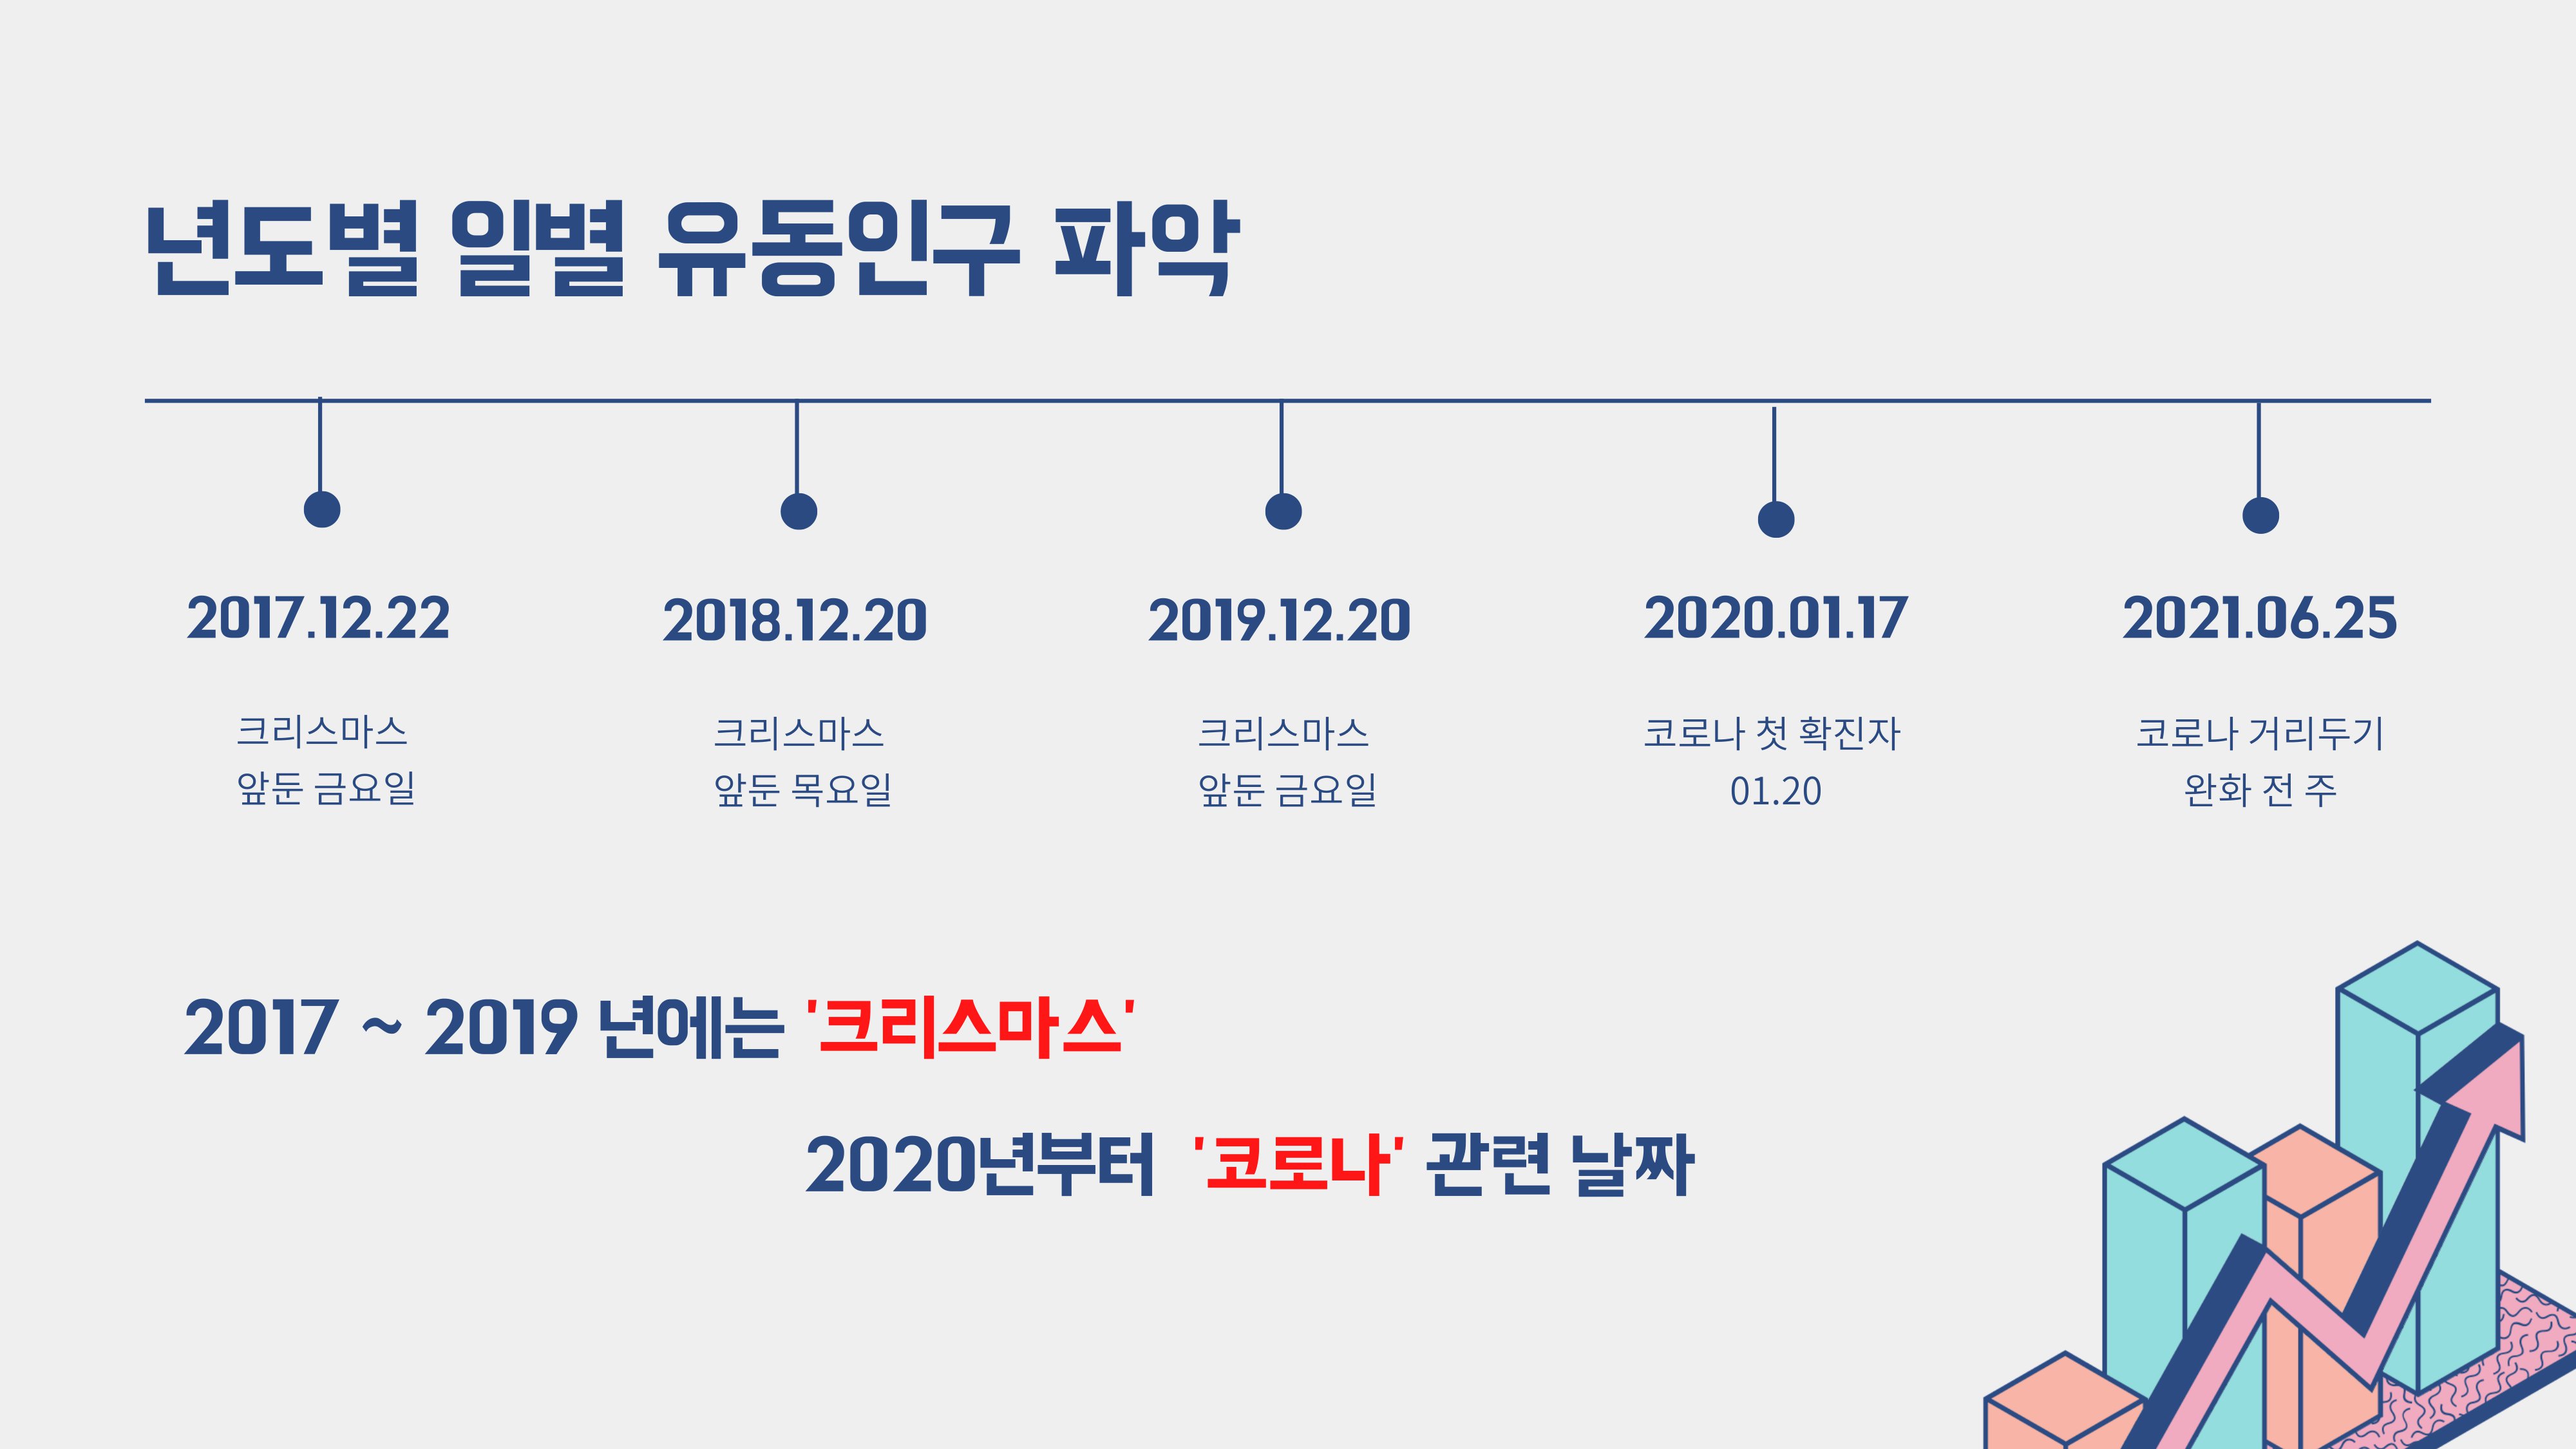 년도별 일별 유동인구 파악
2017.12.22
크리스마스
앞둔 금요일
2018.12.20
크리스마스
앞둔 목요일
2019.12.20
크리스마스
앞둔 금요일
2020.01.17
코로나 첫 확진자
01.20
2021.06.25
코로나 거리두기
완화 전 주
2017 ~ 2019 년에는 '크리스마스'
2020년부터 '코로나' 관련 날짜